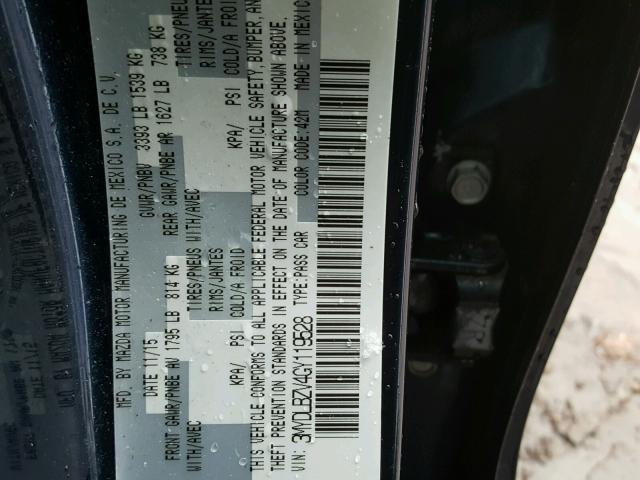 MFD BY MAZDA MOTOR MANUFACTURING DE MEXICO S.A. DE C.V.
DATE 11/15 GVWR/PNBV 3393 LB 1539 KG
FRONT GAWR/PNBE AV 1795 LB 814 KG REAR GAWR/PNBE AR 1627 LB 738 KG
WITH/AVEC TIRES/PNEUS WITH/AVEC TIRES/PNEU
RIMS/JANTES RIMS/JANTES
KPA/ PSI COLD/A FROID KPA/ PSI COLD/A FROID
THIS VEHICLE CONFORMS TO ALL APPLICABLE FEDERAL MOTOR VEHICLE SAFETY, BUMPER, AN
THEFT PREVENTION STANDARDS IN EFFECT ON THE DATE OF MANUFACTURE SHOWN ABOVE.
VIN: 3MYDLBZV4GY119528 TYPE: PASS CAR COLOR CODE: 42M MADE IN MEXICO